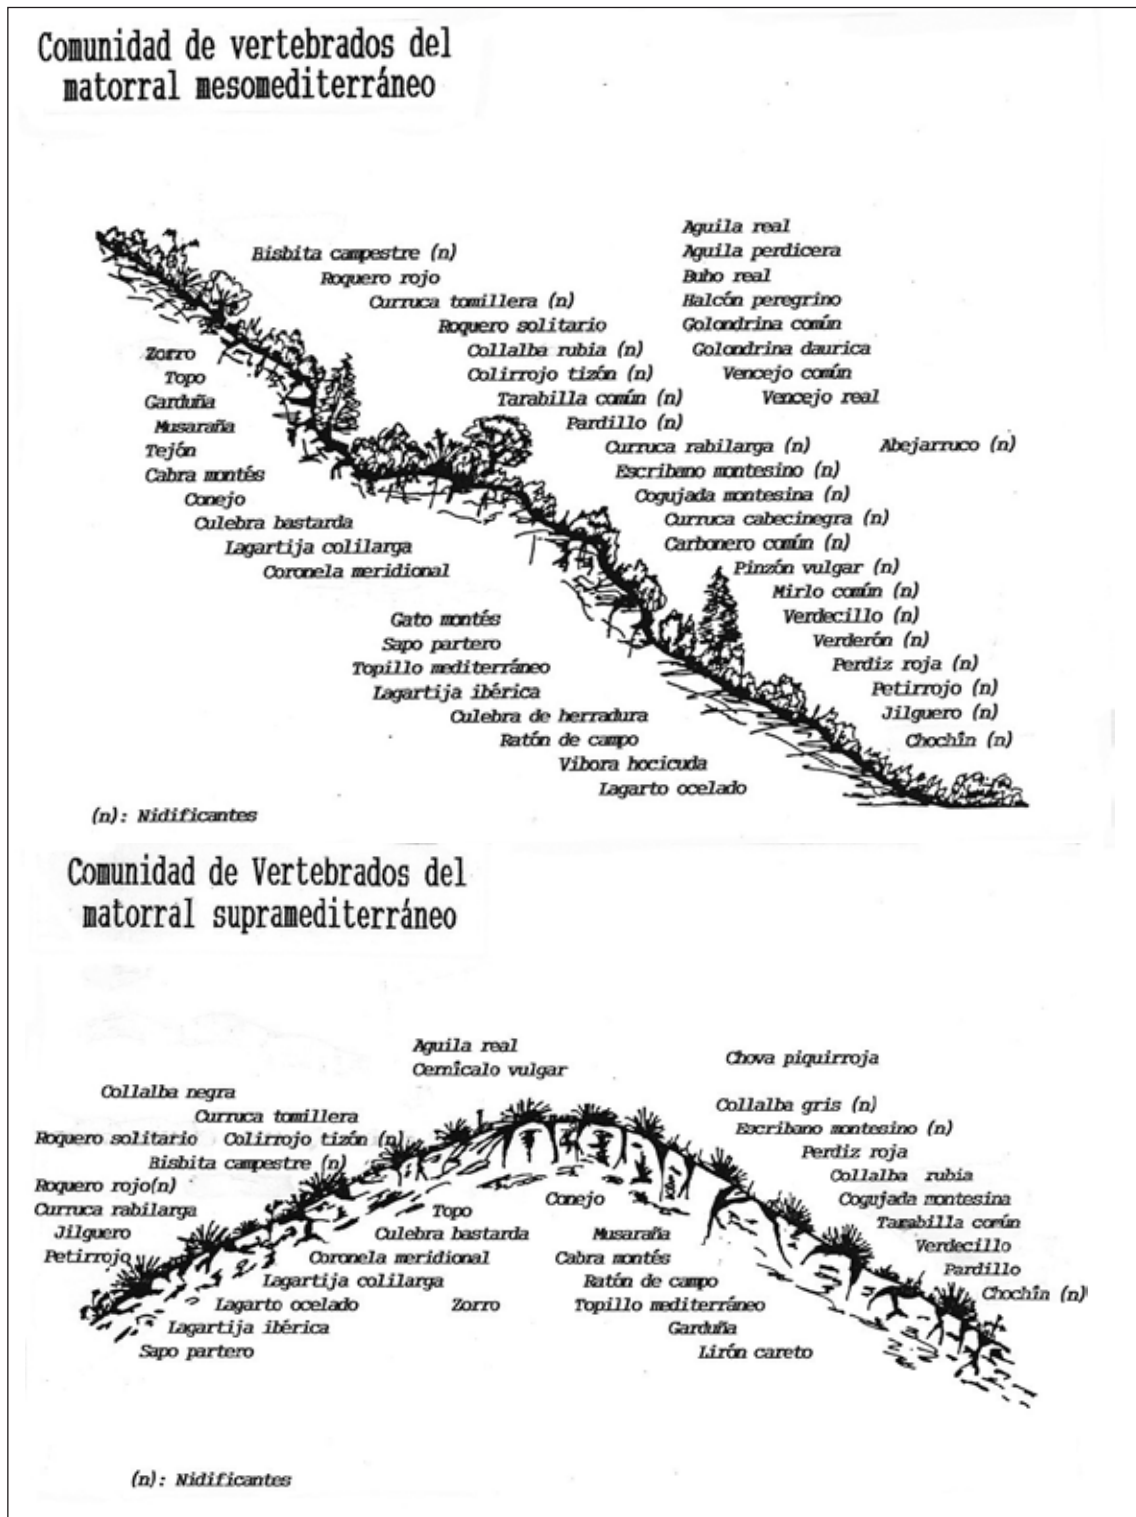 Comunidad de vertebrados del
matorral mesomediterráneo
Bisbita campestre (n)
Roquero rojo
Curruca tomillera (n)
Roquero solitario
Collalba rubia (n)
Colirrojo tizón (n)
Tarabilla común (n)
Pardillo (n)
Curruca rabilarga (n)
Escribano montesino (n)
Cogujada montesina (n)
Curruca cabecinegra (n)
Carbonero común (n)
Pinzón vulgar (n)
Mirlo común (n)
Verdecillo (n)
Verderón (n)
Perdiz roja (n)
Petirrojo (n)
Jilguero (n)
Chochín (n)
Aguila real
Aguila perdicera
Buho real
Halcón peregrino
Golondrina común
Golondrina daurica
Vencejo común
Vencejo real
Abejarruco (n)
Zorro
Topo
Garduña
Musaraña
Tejón
Cabra montés
Conejo
Culebra bastarda
Lagartija colilarga
Coronela meridional
Gato montés
Sapo partero
Topillo mediterráneo
Lagartija ibérica
Culebra de herradura
Ratón de campo
Vibora hocicuda
Lagarto ocelado
(n): Nidificantes
Comunidad de Vertebrados del
matorral supramediterráneo
Aguila real
Cernícalo vulgar
Chova piquirroja
Collalba negra
Curruca tomillera
Roquero solitario
Colirrojo tizón (n)
Bisbita campestre (n)
Roquero rojo(n)
Curruca rabilarga
Jilguero
Petirrojo
Collalba gris (n)
Escribano montesino (n)
Perdiz roja
Collalba rubia
Cogujada montesina
Tarabilla común
Verdecillo
Pardillo
Chochín (n)
Topo
Culebra bastarda
Coronela meridional
Lagartija colilarga
Lagarto ocelado
Zorro
Lagartija ibérica
Sapo partero
Conejo
Musaraña
Cabra montés
Ratón de campo
Topillo mediterráneo
Garduña
Lirón careto
(n): Nidificantes